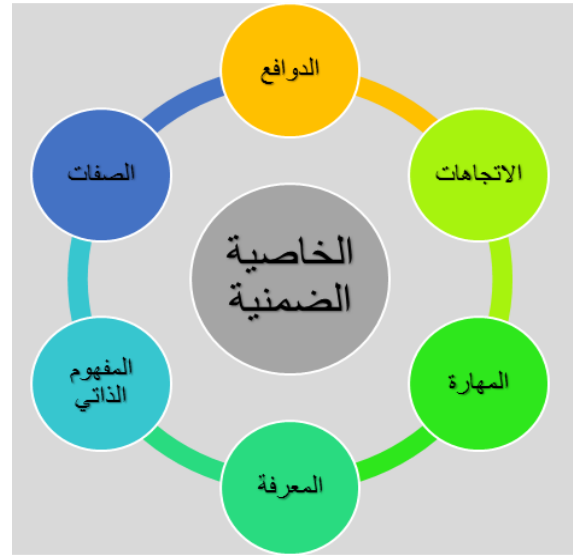 الدوافع
الاتجاهات
الصفات
الخاصية
الضمنية
المهارة
المفهوم
الذاتي
المعرفة